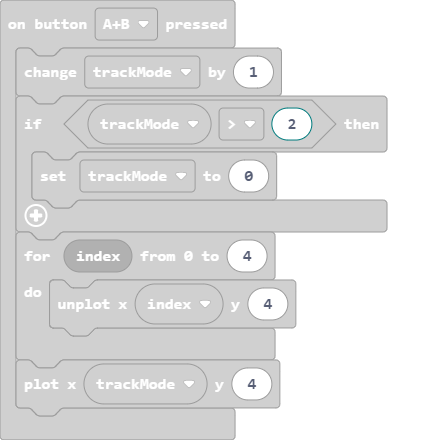 on button A+B pressed
change trackMode by 1
if trackMode > 2 then
set trackMode to 0
for index from 0 to 4
do unplot x index y 4
plot x trackMode y 4